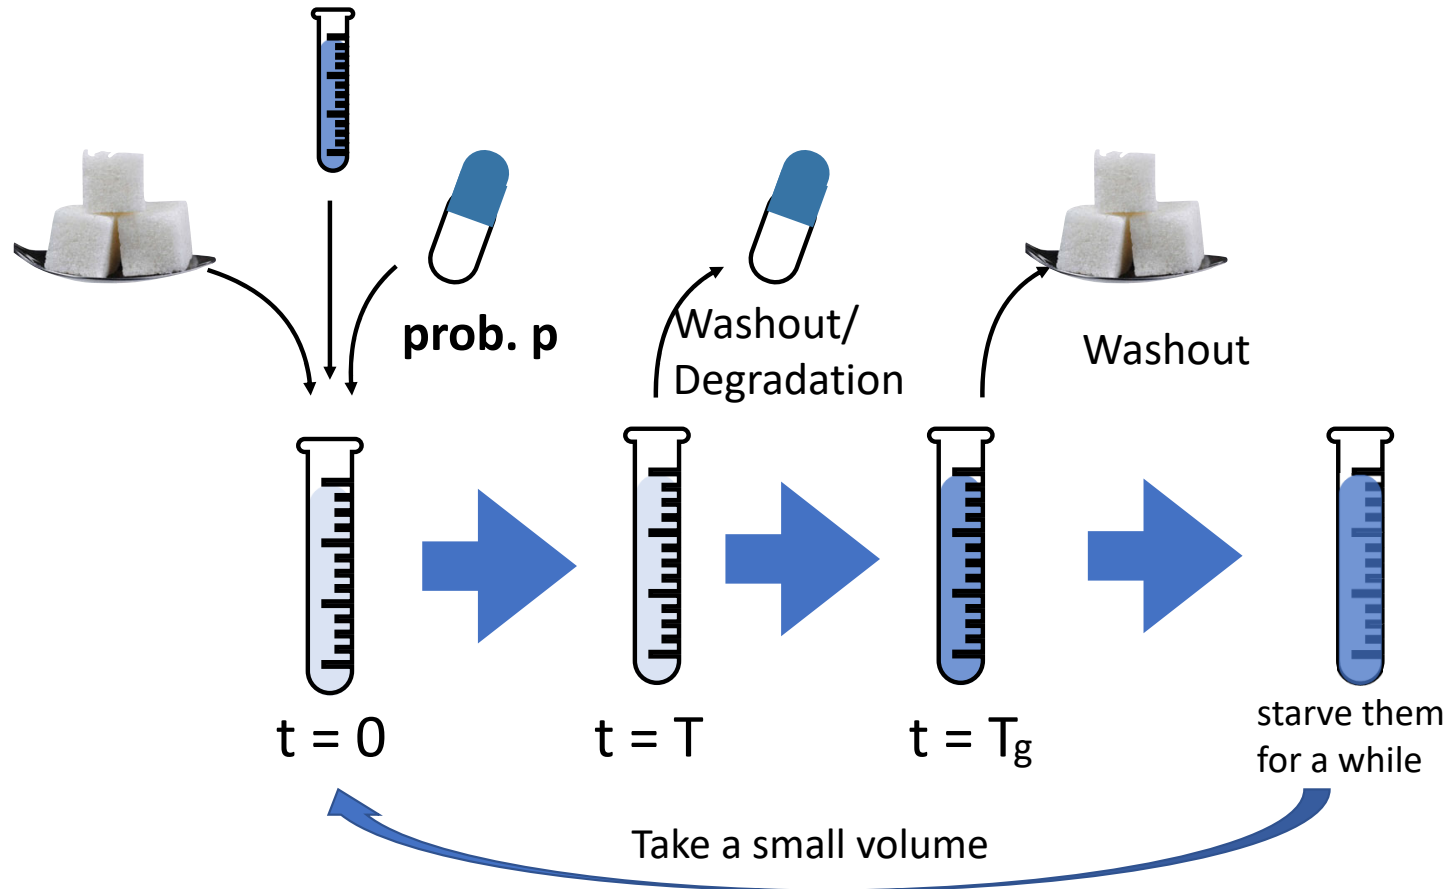 prob. p
Washout/
Degradation
Washout
t = 0
t = T
t = Tg
starve them
for a while
Take a small volume